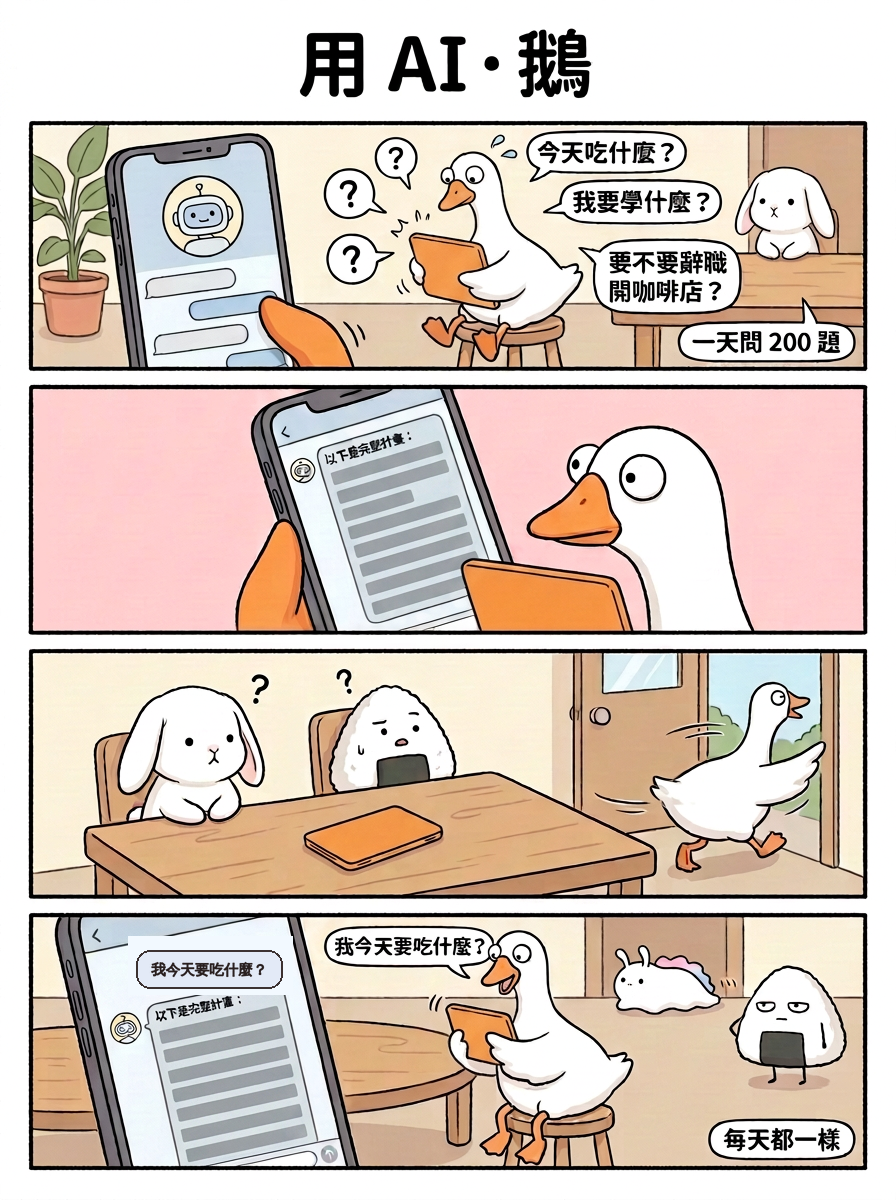 用 AI·鵝
?
?
?
今天吃什麼？
我要學什麼？
要不要辭職
開咖啡店？
一天問 200 題
以下是完整計畫：
?
?
我今天要吃什麼？
以下是完整計畫：
我今天要吃什麼?
每天都一樣